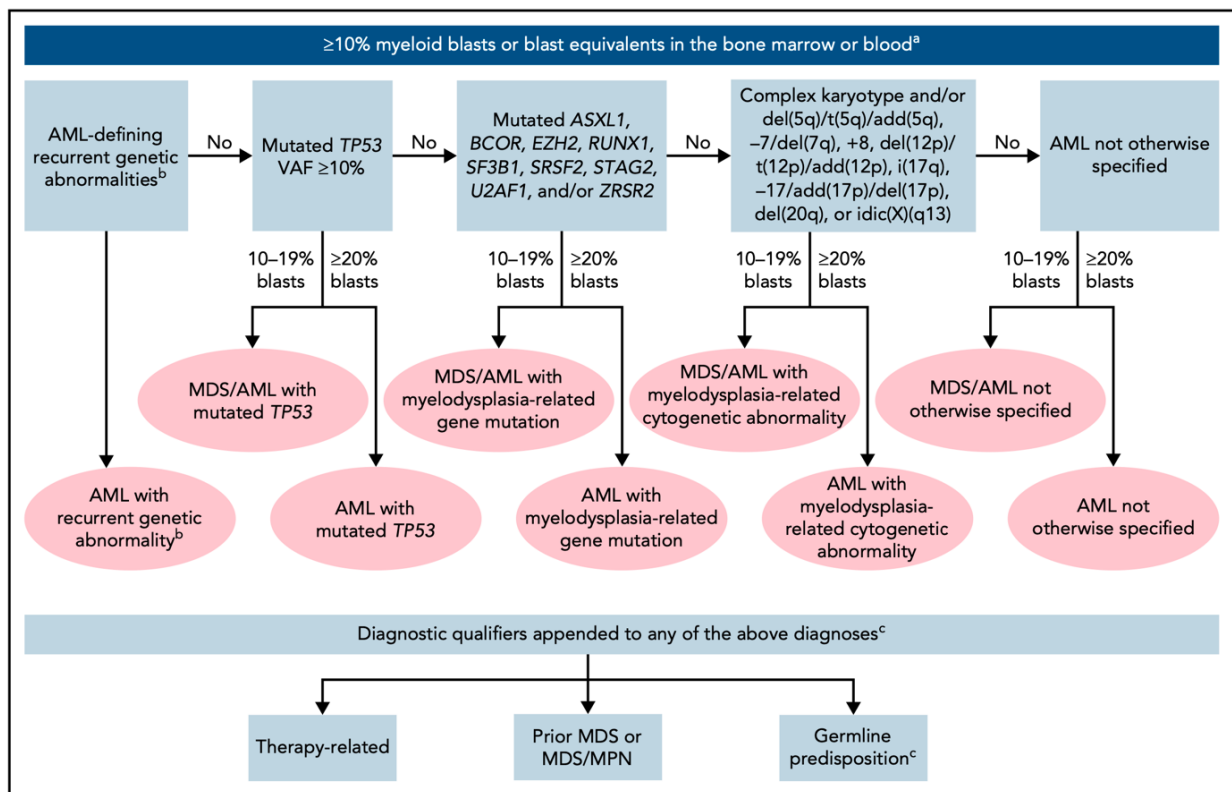 ≥10% myeloid blasts or blast equivalents in the bone marrow or bloodᵃ
AML-defining
recurrent genetic
abnormalitiesᵇ
No
Mutated TP53
VAF ≥10%
No
Mutated ASXL1,
BCOR, EZH2, RUNX1,
SF3B1, SRSF2, STAG2,
U2AF1, and/or ZRSR2
No
Complex karyotype and/or
del(5q)/t(5q)/add(5q),
–7/del(7q), +8, del(12p)/
t(12p)/add(12p), i(17q),
–17/add(17p)/del(17p),
del(20q), or idic(X)(q13)
No
AML not otherwise
specified
10–19%
blasts
≥20%
blasts
10–19%
blasts
≥20%
blasts
10–19%
blasts
≥20%
blasts
10–19%
blasts
≥20%
blasts
MDS/AML with
mutated TP53
MDS/AML with
myelodysplasia-related
gene mutation
MDS/AML with
myelodysplasia-related
cytogenetic abnormality
MDS/AML not
otherwise specified
AML with
recurrent genetic
abnormalityᵇ
AML with
mutated TP53
AML with
myelodysplasia-related
gene mutation
AML with
myelodysplasia-
related cytogenetic
abnormality
AML not
otherwise specified
Diagnostic qualifiers appended to any of the above diagnosesᶜ
Therapy-related
Prior MDS or
MDS/MPN
Germline
predispositionᶜ